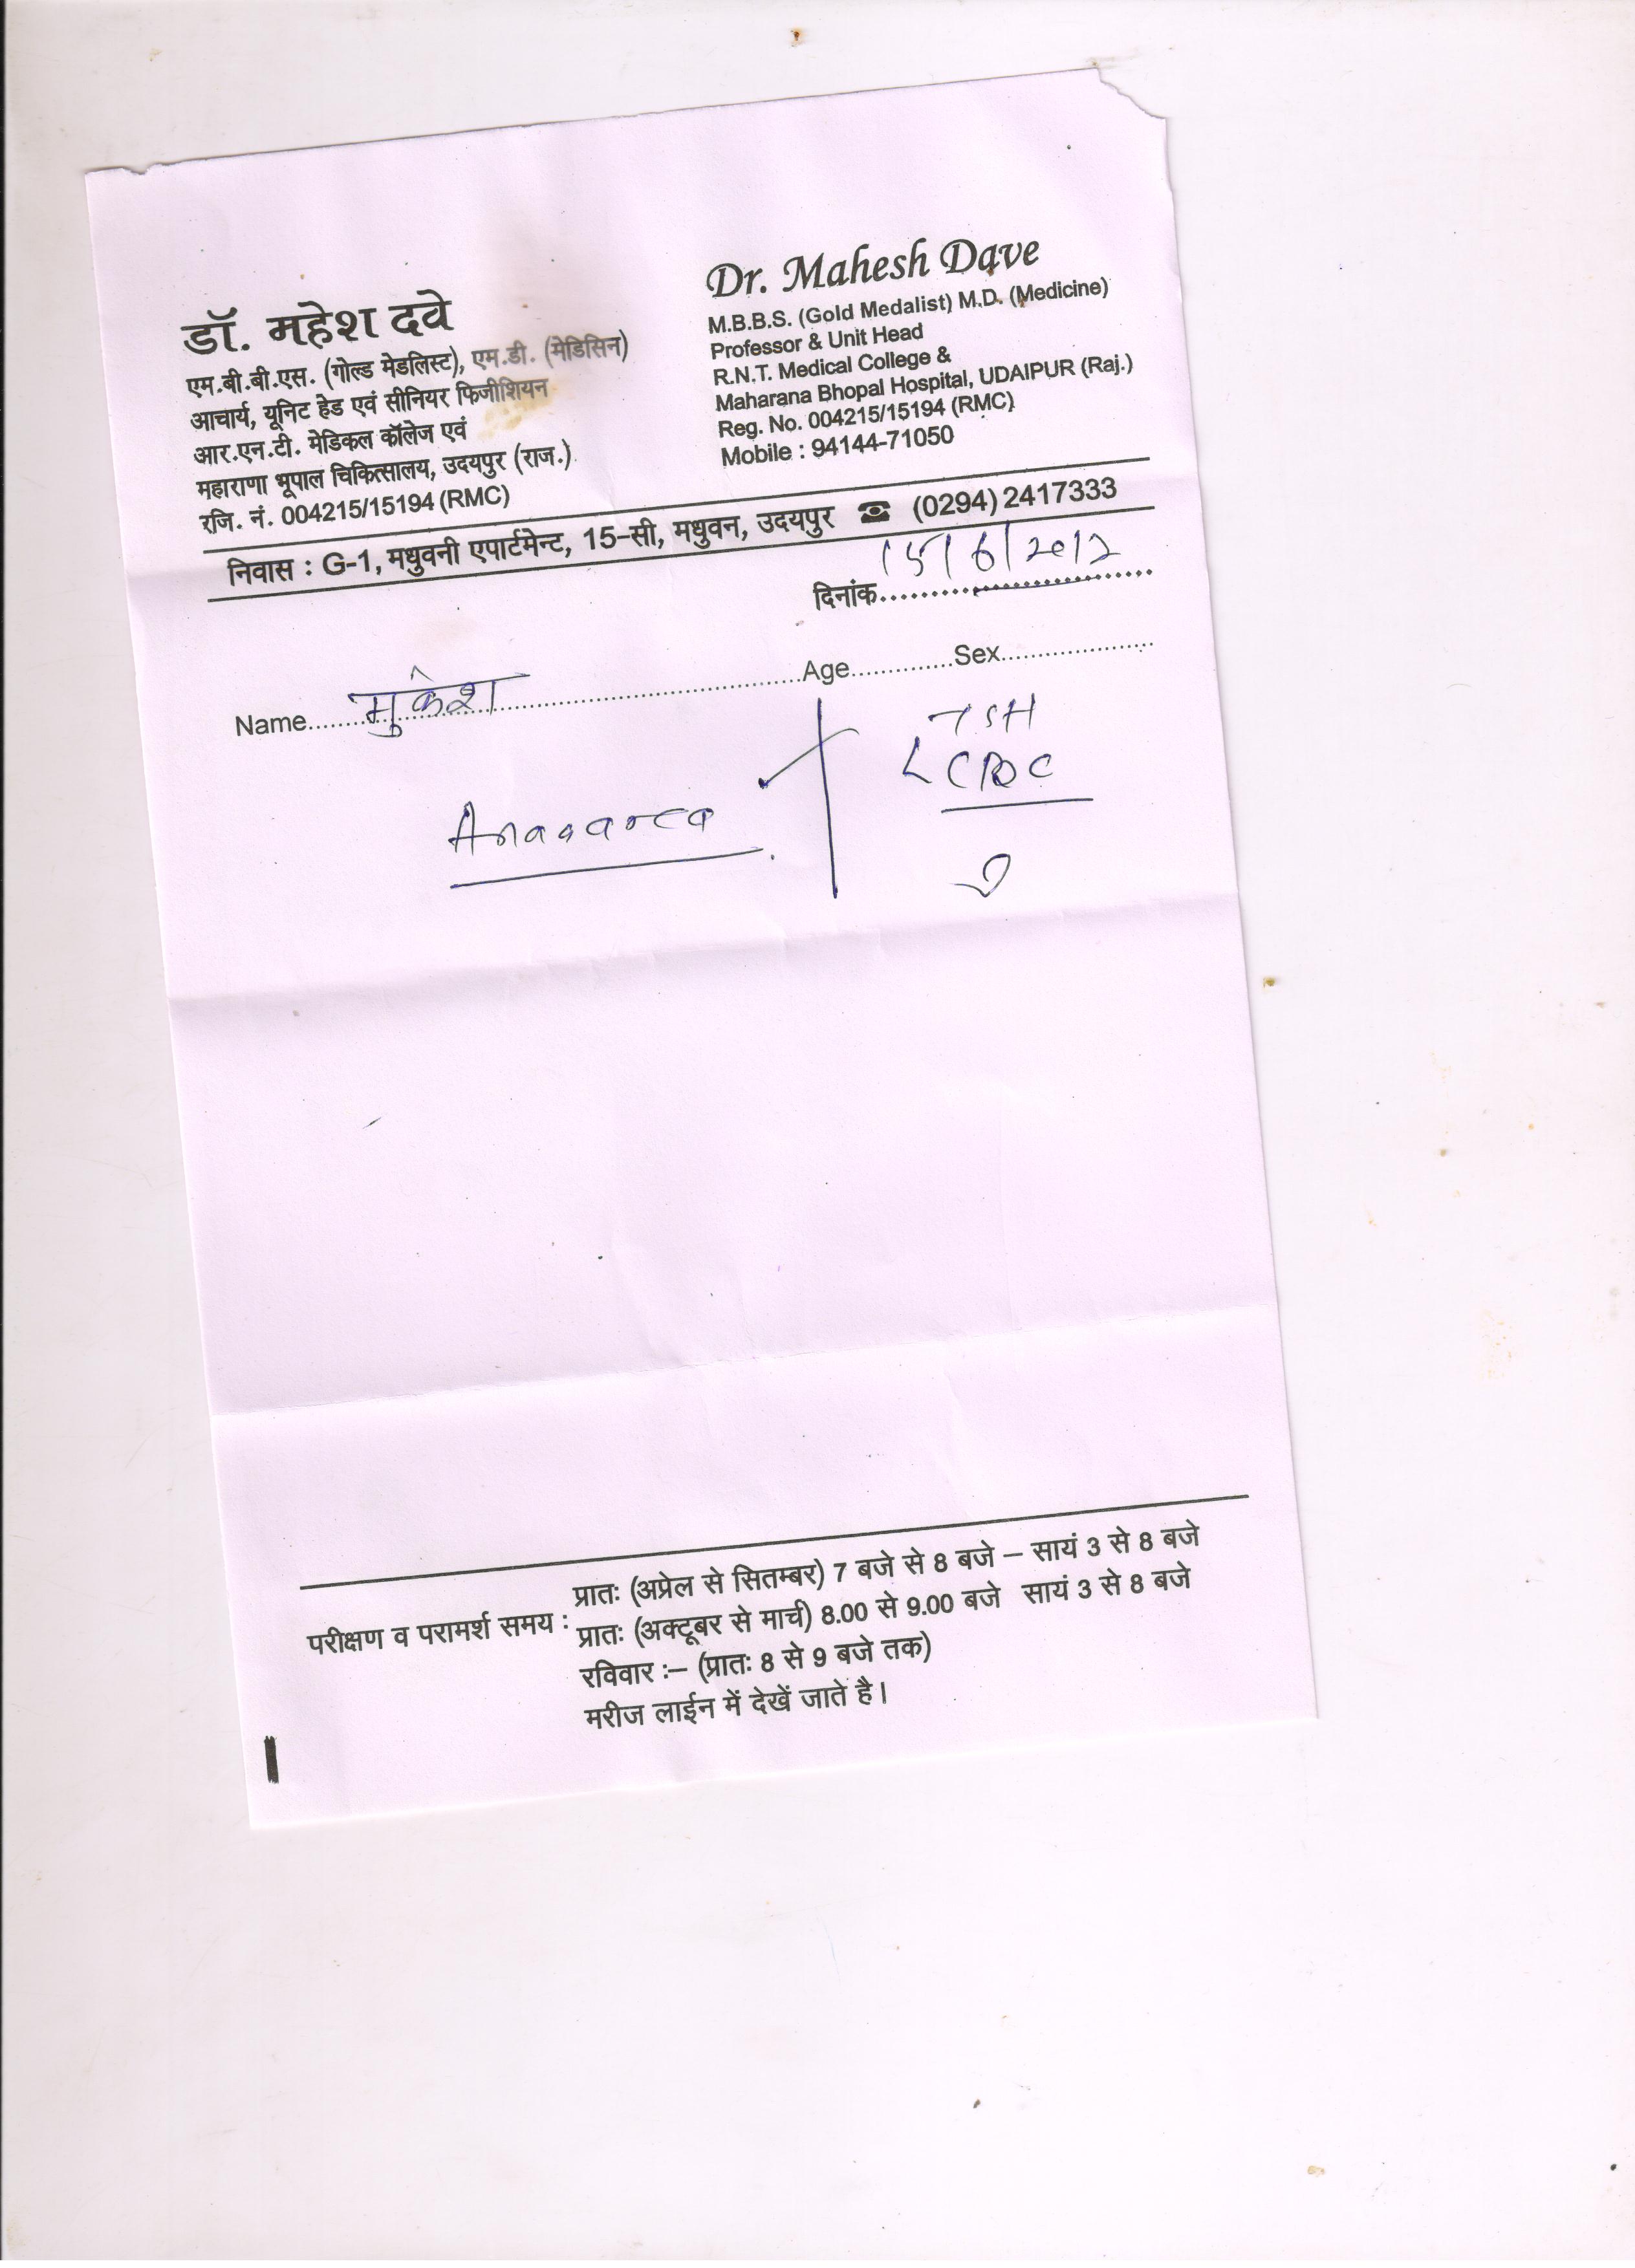 डॉ. महेश दवे
एम.बी.बी.एस. (गोल्ड मेडलिस्ट), एम.डी. (मेडिसिन)
आचार्य, यूनिट हेड एवं सीनियर फिजीशियन
आर.एन.टी. मेडिकल कॉलेज एवं
महाराणा भूपाल चिकित्सालय, उदयपुर (राज.)
रजि. नं. 004215/15194 (RMC)
Dr. Mahesh Dave
M.B.B.S. (Gold Medalist) M.D. (Medicine)
Professor & Unit Head
R.N.T. Medical College &
Maharana Bhopal Hospital, UDAIPUR (Raj.)
Reg. No. 004215/15194 (RMC)
Mobile : 94144-71050
निवास : G-1, मधुवनी एपार्टमेन्ट, 15-सी, मधुवन, उदयपुर ☎ (0294) 2417333
दिनांक 15/6/2012
Name मुकेश Age Sex
TSH
परीक्षण व परामर्श समय :
प्रातः (अप्रेल से सितम्बर) 7 बजे से 8 बजे – सायं 3 से 8 बजे
प्रातः (अक्टूबर से मार्च) 8.00 से 9.00 बजे सायं 3 से 8 बजे
रविवार :– (प्रातः 8 से 9 बजे तक)
मरीज लाईन में देखें जाते है।